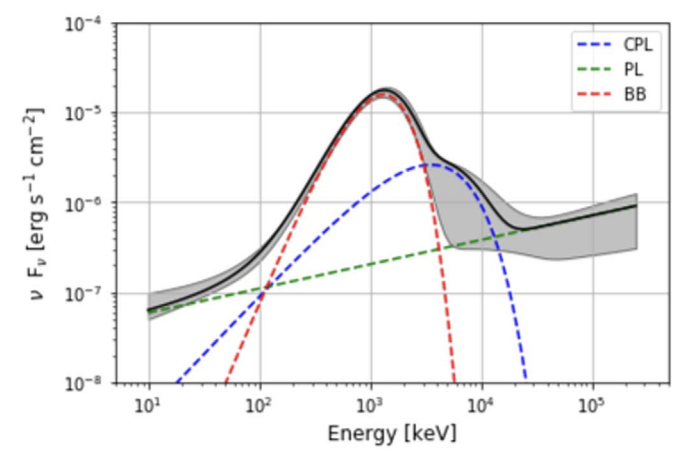 10⁻⁴
10⁻⁵
10⁻⁶
10⁻⁷
10⁻⁸
ν Fᵥ [erg s⁻¹ cm⁻²]
CPL
PL
BB
10¹ 10² 10³ 10⁴ 10⁵
Energy [keV]